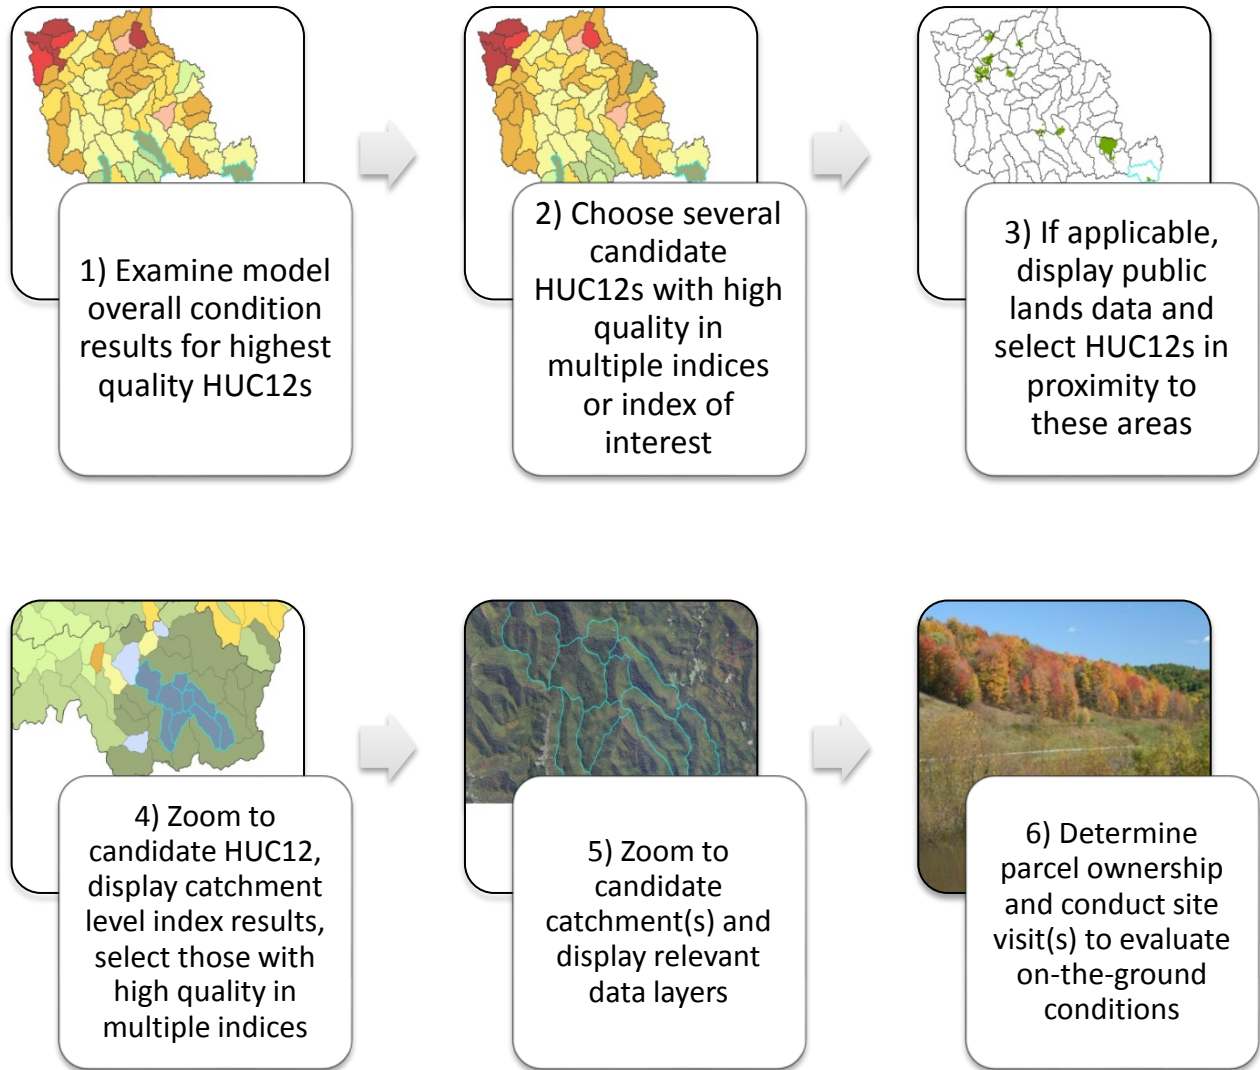 1) Examine model
overall condition
results for highest
quality HUC12s
2) Choose several
candidate
HUC12s with high
quality in
multiple indices
or index of
interest
3) If applicable,
display public
lands data and
select HUC12s in
proximity to
these areas
4) Zoom to
candidate HUC12,
display catchment
level index results,
select those with
high quality in
multiple indices
5) Zoom to
candidate
catchment(s) and
display relevant
data layers
6) Determine
parcel ownership
and conduct site
visit(s) to evaluate
on-the-ground
conditions